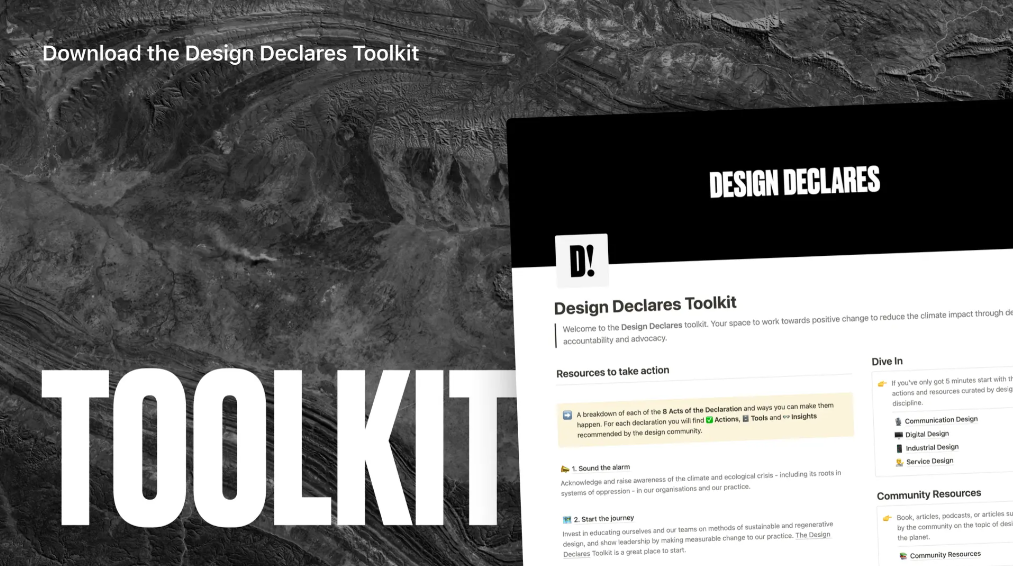 Download the Design Declares Toolkit
TOOLKIT
DESIGN DECLARES
D!
Design Declares Toolkit
Welcome to the Design Declares toolkit. Your space to work towards positive change to reduce the climate impact through
accountability and advocacy.
Resources to take action
A breakdown of each of the 8 Acts of the Declaration and ways you can make them
happen. For each declaration you will find ✅ Actions, 🗄️ Tools and 👓 Insights
recommended by the design community.
1. Sound the alarm
Acknowledge and raise awareness of the climate and ecological crisis – including its roots in
systems of oppression – in our organisations and our practice.
2. Start the journey
Invest in educating ourselves and our teams on methods of sustainable and regenerative
design, and show leadership by making measurable change to our practice. The Design
Declares Toolkit is a great place to start.
Dive In
If you've only got 5 minutes start with
actions and resources curated by
discipline.
Communication Design
Digital Design
Industrial Design
Service Design
Community Resources
Book, articles, podcasts, or articles
by the community on the topic of
the planet.
Community Resources